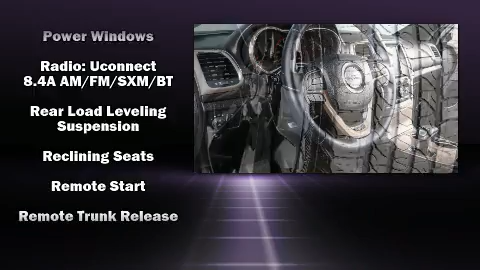 Power Windows
Radio: Uconnect
8.4A AM/FM/SXM/BT
Rear Load Leveling
Suspension
Reclining Seats
Remote Start
Remote Trunk Release